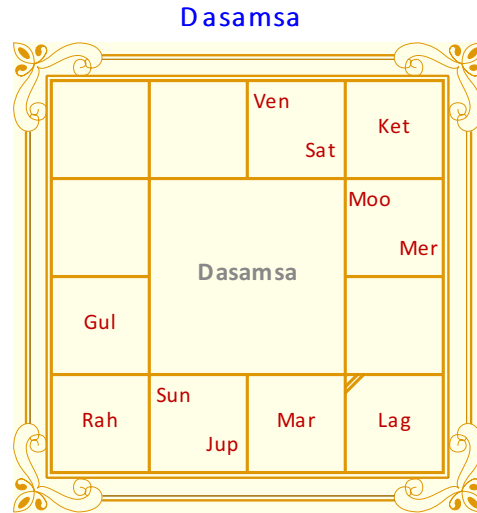 Dasamsa
Ven
Sat
Ket
Moo
Mer
Dasamsa
Gul
Rah
Sun
Jup
Mar
Lag